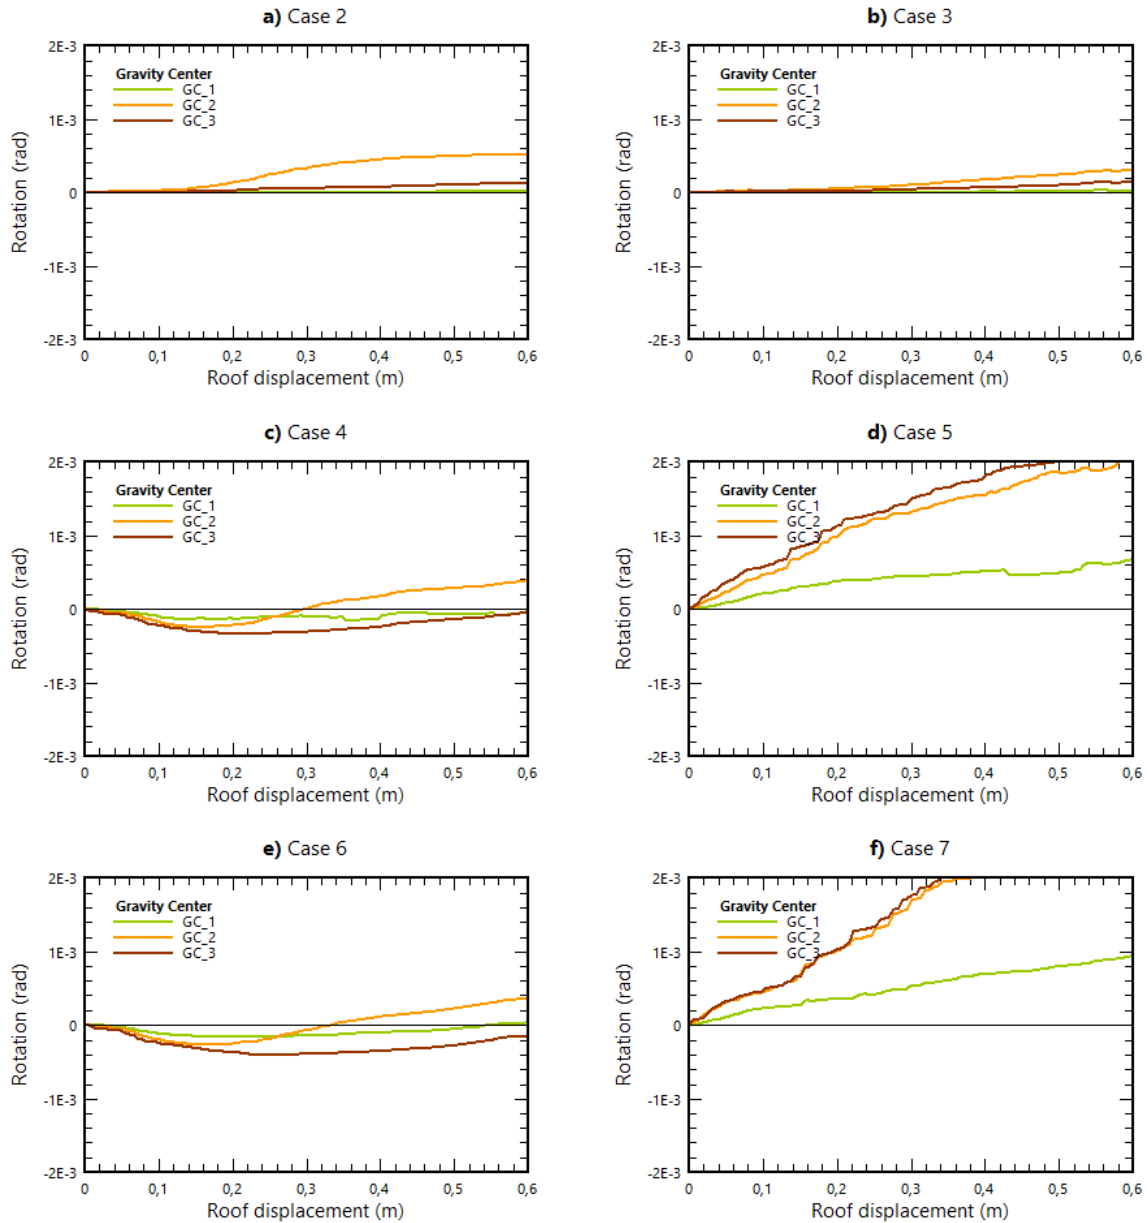 a) Case 2
2E-3
1E-3
0
-1E-3
-2E-3
Rotation (rad)
Gravity Center
GC_1
GC_2
GC_3
0 0,1 0,2 0,3 0,4 0,5 0,6
Roof displacement (m)
b) Case 3
2E-3
1E-3
0
-1E-3
-2E-3
Rotation (rad)
Gravity Center
GC_1
GC_2
GC_3
0 0,1 0,2 0,3 0,4 0,5 0,6
Roof displacement (m)
c) Case 4
2E-3
1E-3
0
-1E-3
-2E-3
Rotation (rad)
Gravity Center
GC_1
GC_2
GC_3
0 0,1 0,2 0,3 0,4 0,5 0,6
Roof displacement (m)
d) Case 5
2E-3
1E-3
0
-1E-3
-2E-3
Rotation (rad)
Gravity Center
GC_1
GC_2
GC_3
0 0,1 0,2 0,3 0,4 0,5 0,6
Roof displacement (m)
e) Case 6
2E-3
1E-3
0
-1E-3
-2E-3
Rotation (rad)
Gravity Center
GC_1
GC_2
GC_3
0 0,1 0,2 0,3 0,4 0,5 0,6
Roof displacement (m)
f) Case 7
2E-3
1E-3
0
-1E-3
-2E-3
Rotation (rad)
Gravity Center
GC_1
GC_2
GC_3
0 0,1 0,2 0,3 0,4 0,5 0,6
Roof displacement (m)